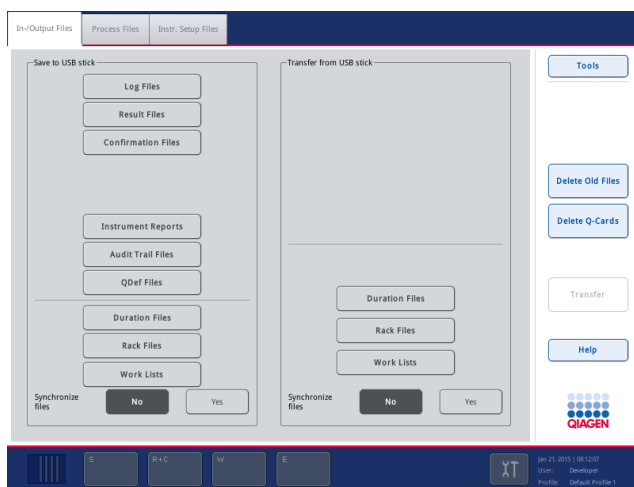 In-/Output Files
Process Files
Instr. Setup Files
Save to USB stick
Log Files
Result Files
Confirmation Files
Instrument Reports
Audit Trail Files
QDef Files
Duration Files
Rack Files
Work Lists
Synchronize
files
No
Yes
Transfer from USB stick
Duration Files
Rack Files
Work Lists
Synchronize
files
No
Yes
Tools
Delete Old Files
Delete Q-Cards
Transfer
Help
QIAGEN
S
R+C
W
E
Jan 21, 2015 | 08:12:07
User: Developer
Profile: Default Profile 1